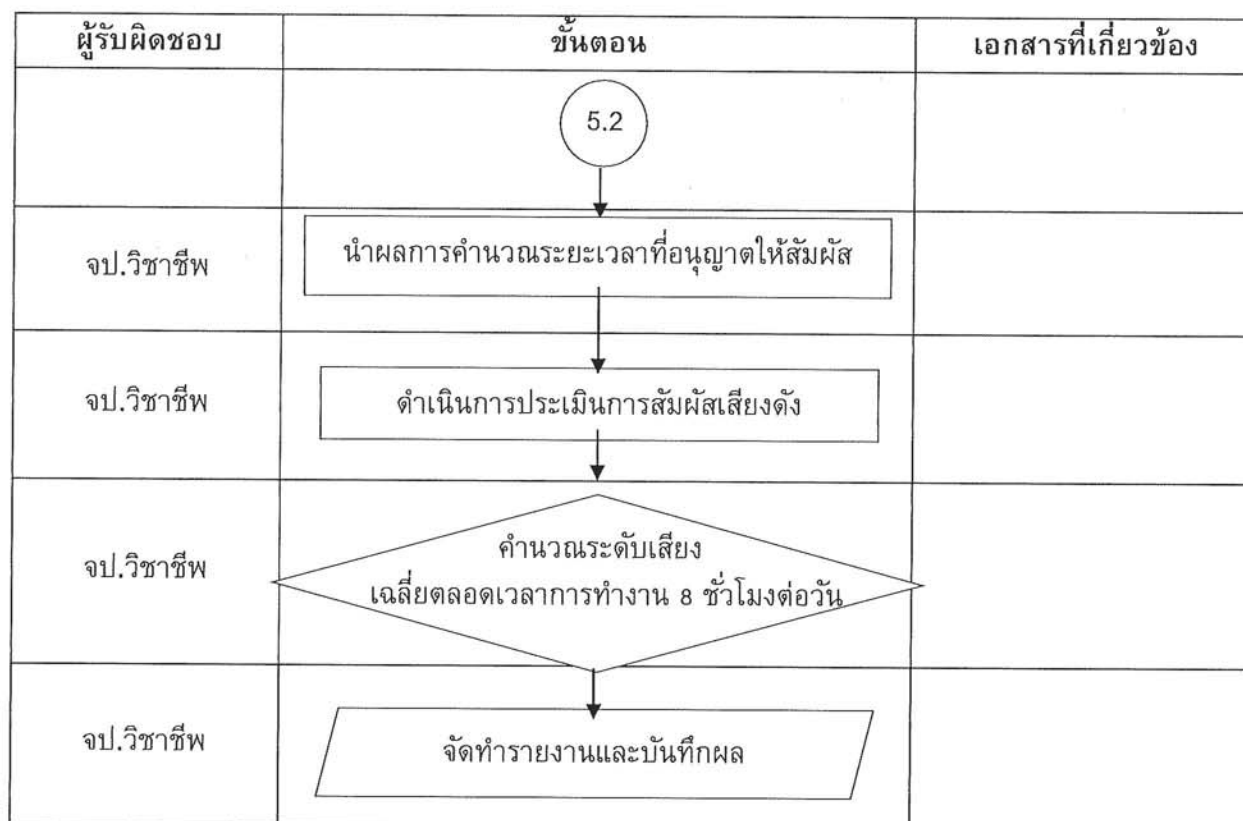 ผู้รับผิดชอบ ขั้นตอน เอกสารที่เกี่ยวข้อง
5.2
จป.วิชาชีพ นำผลการคำนวณระยะเวลาที่อนุญาตให้สัมผัส
จป.วิชาชีพ ดำเนินการประเมินการสัมผัสเสียงดัง
คำนวณระดับเสียง
จป.วิชาชีพ เฉลี่ยตลอดเวลาการทำงาน 8 ชั่วโมงต่อวัน
จป.วิชาชีพ จัดทำรายงานและบันทึกผล